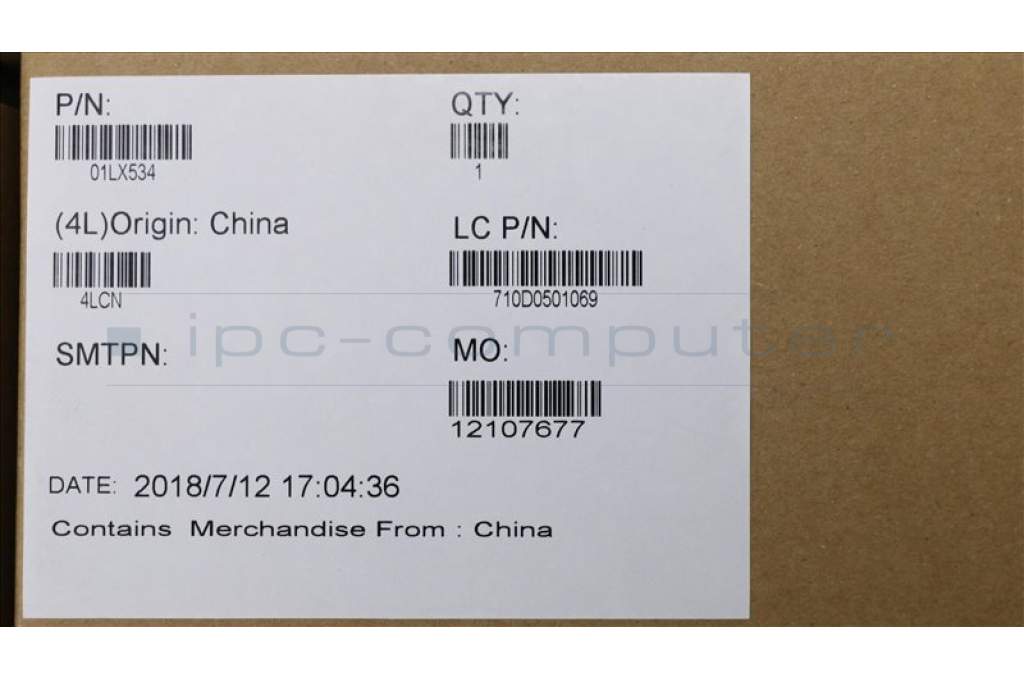 P/N:
01LX534
QTY:
1
(4L)Origin: China
4LCN
LC P/N:
710D0501069
ipc-computer
SMTPN:
MO:
12107677
DATE: 2018/7/12 17:04:36
Contains Merchandise From : China